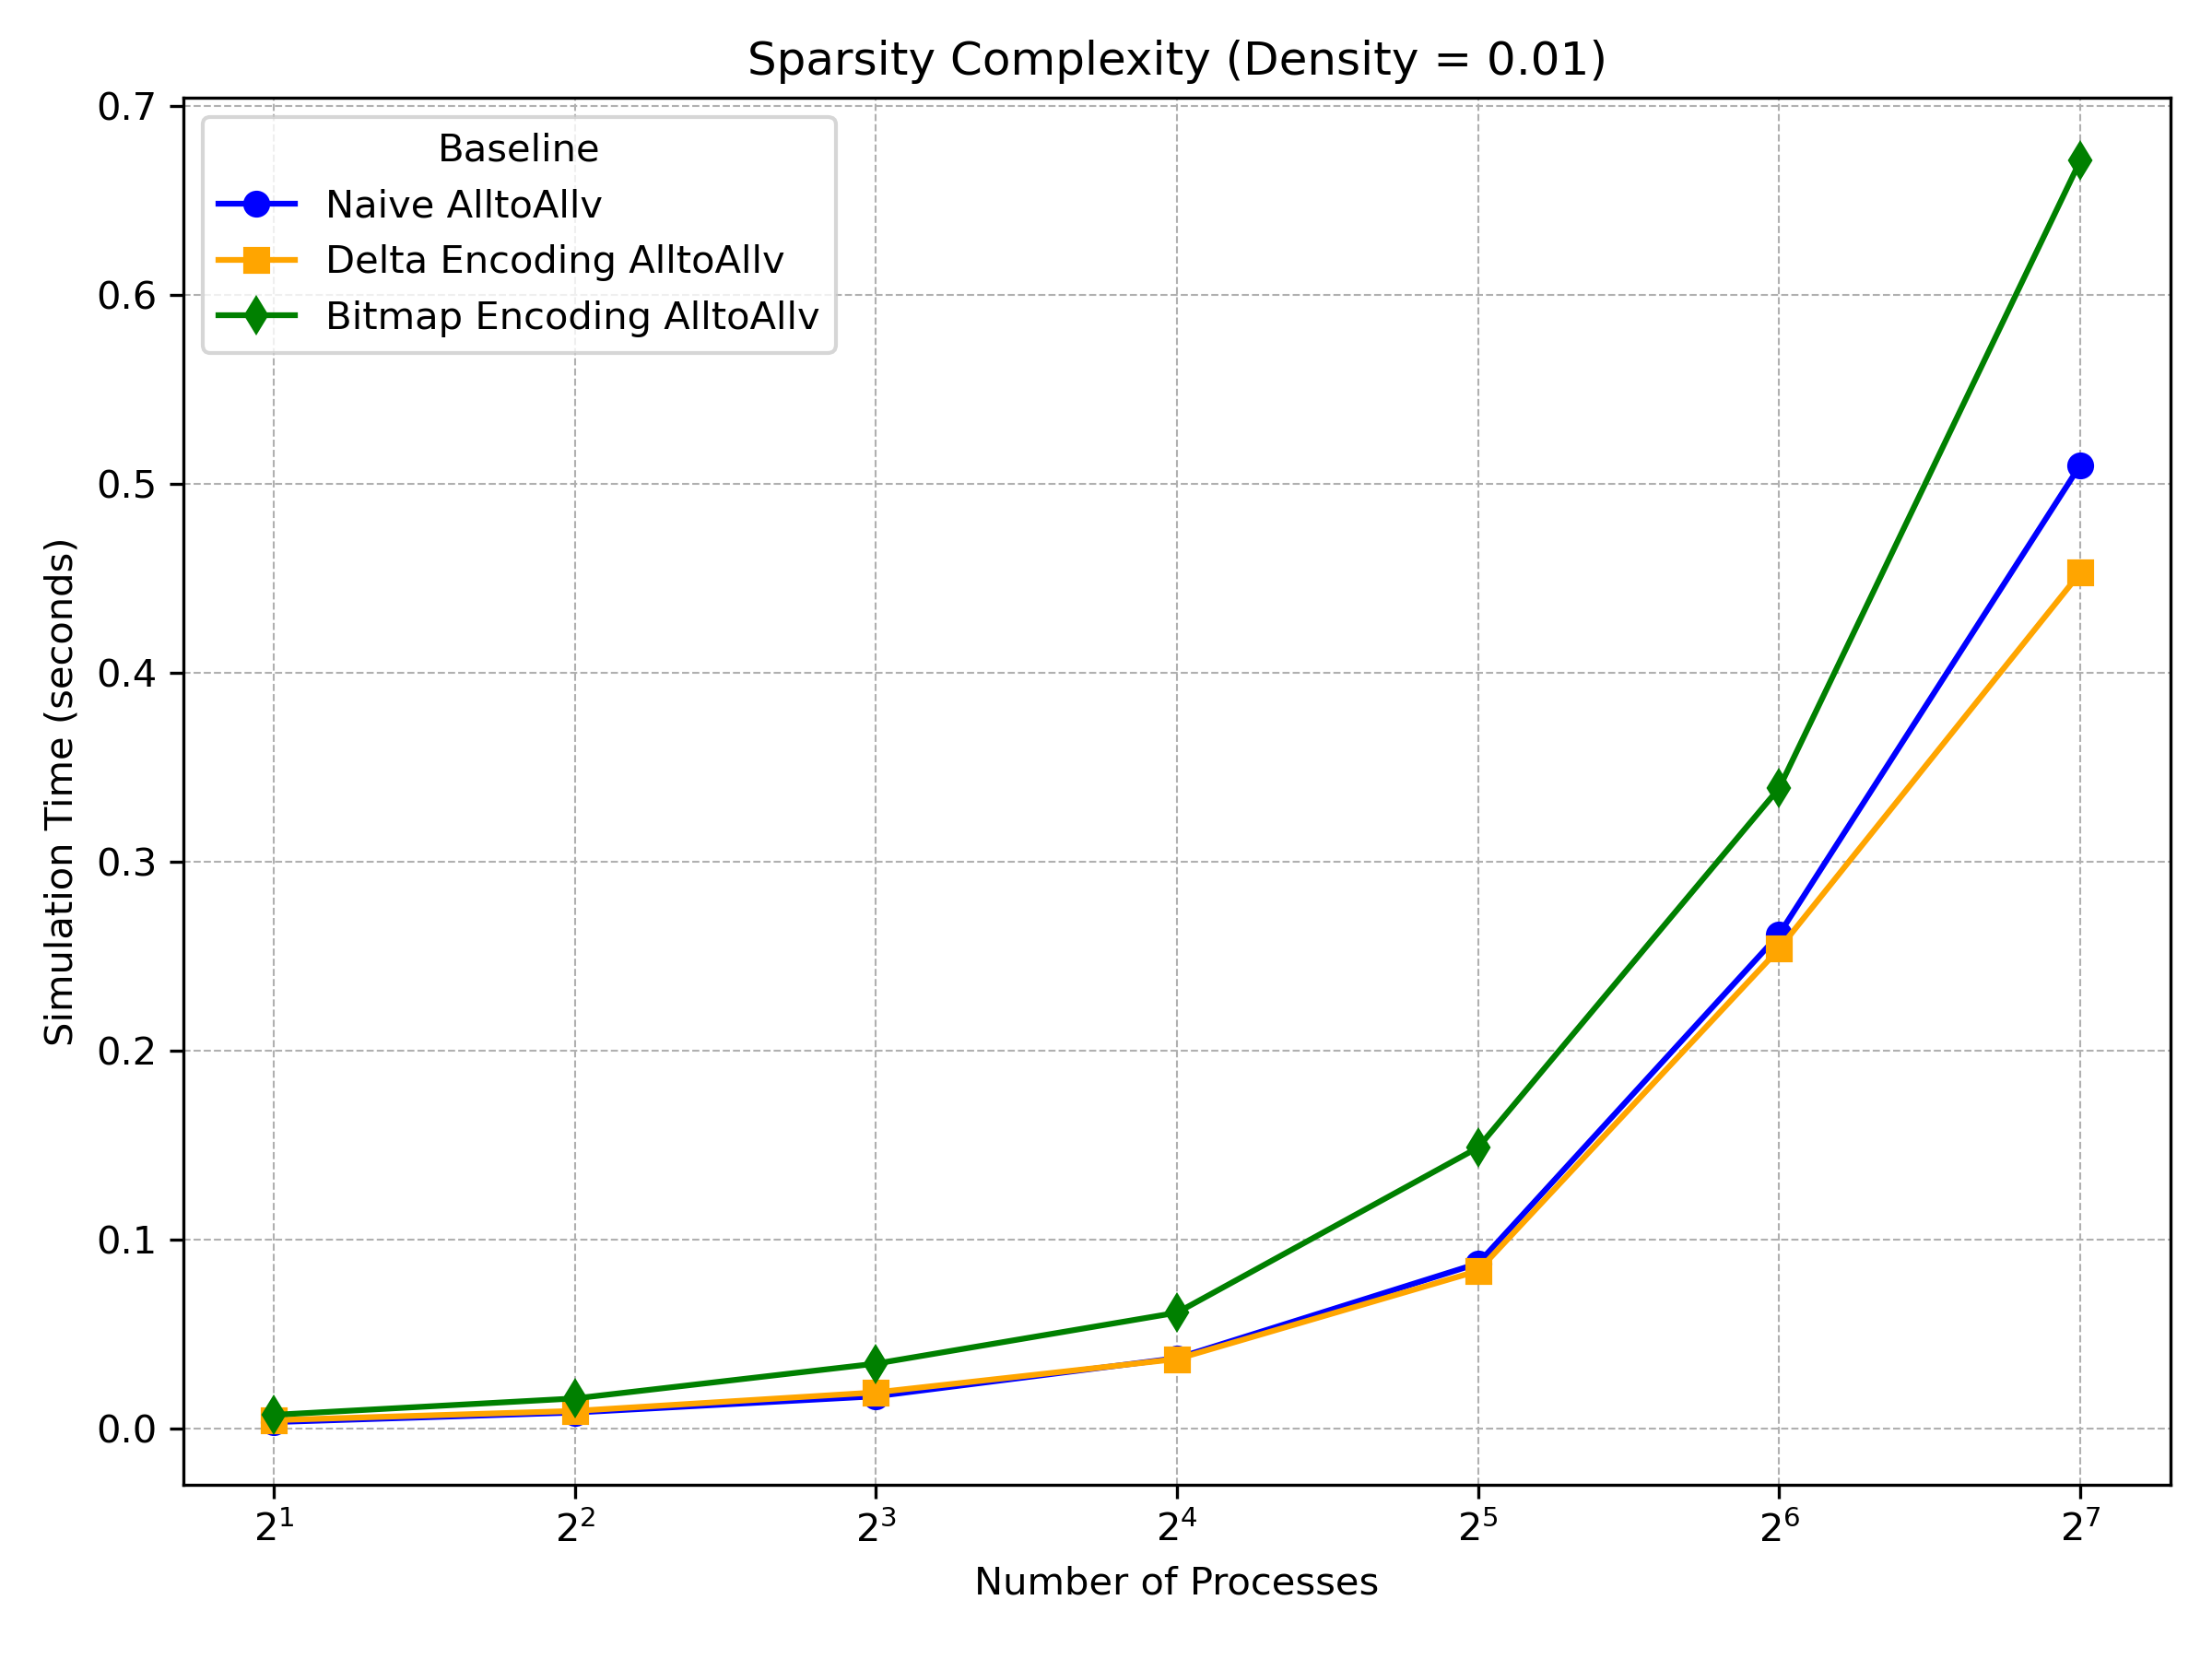 Sparsity Complexity (Density = 0.01)
Baseline
Naive AlltoAllv
Delta Encoding AlltoAllv
Bitmap Encoding AlltoAllv
Simulation Time (seconds)
0.7
0.6
0.5
0.4
0.3
0.2
0.1
0.0
2¹ 2² 2³ 2⁴ 2⁵ 2⁶ 2⁷
Number of Processes